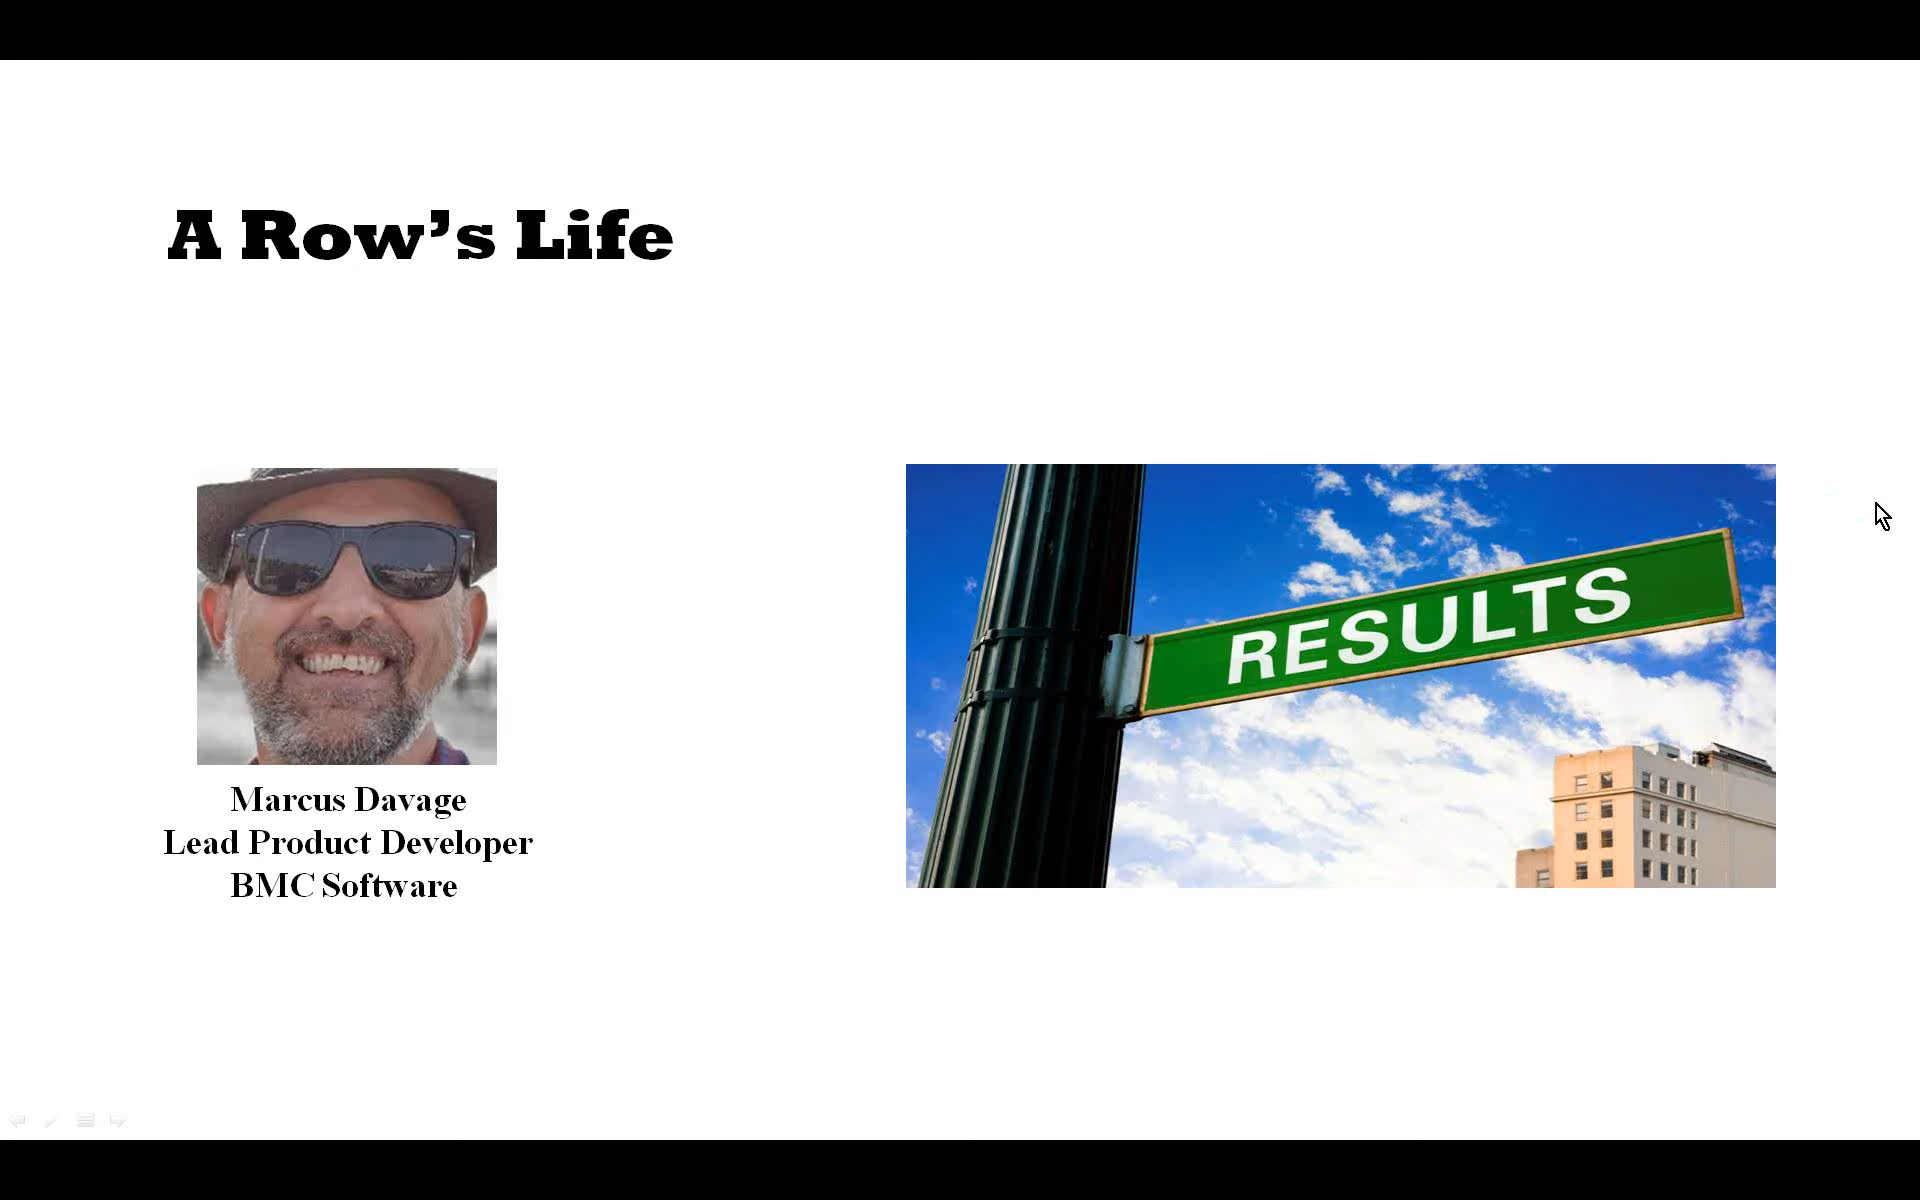 A Row's Life
Marcus Davage
Lead Product Developer
BMC Software
RESULTS